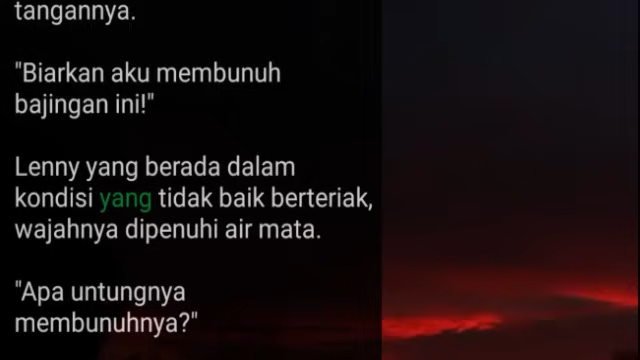 tangannya.
"Biarkan aku membunuh
bajingan ini!"
Lenny yang berada dalam
kondisi yang tidak baik berteriak,
wajahnya dipenuhi air mata.
"Apa untungnya
membunuhnya?"